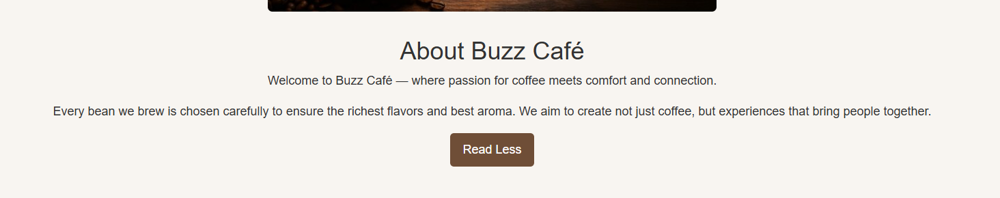 About Buzz Café
Welcome to Buzz Café — where passion for coffee meets comfort and connection.
Every bean we brew is chosen carefully to ensure the richest flavors and best aroma. We aim to create not just coffee, but experiences that bring people together.
Read Less